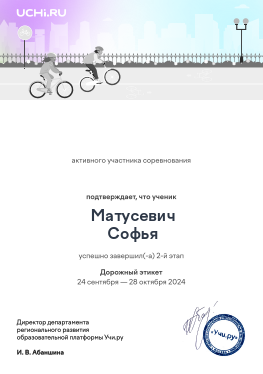 UCHi.RU
активного участника соревнования
подтверждает, что ученик
Матусевич
Софья
успешно завершил(-а) 2-й этап
Дорожный этикет
24 сентября — 28 октября 2024
Директор департамента
регионального развития
образовательной платформы Учи.ру
И. В. Абакшина
«Учи.ру»